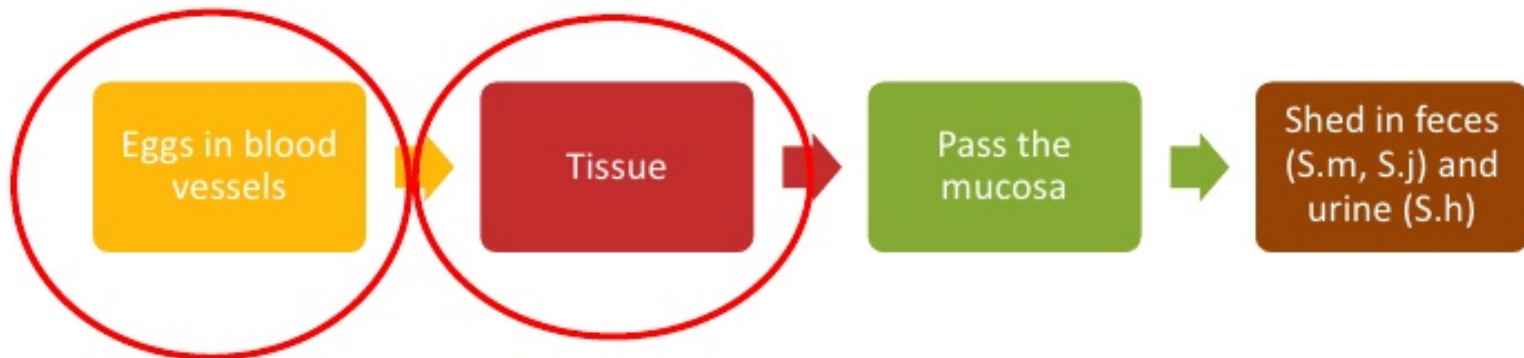 Eggs in blood
vessels
Tissue
Pass the
mucosa
Shed in feces
(S.m, S.j) and
urine (S.h)